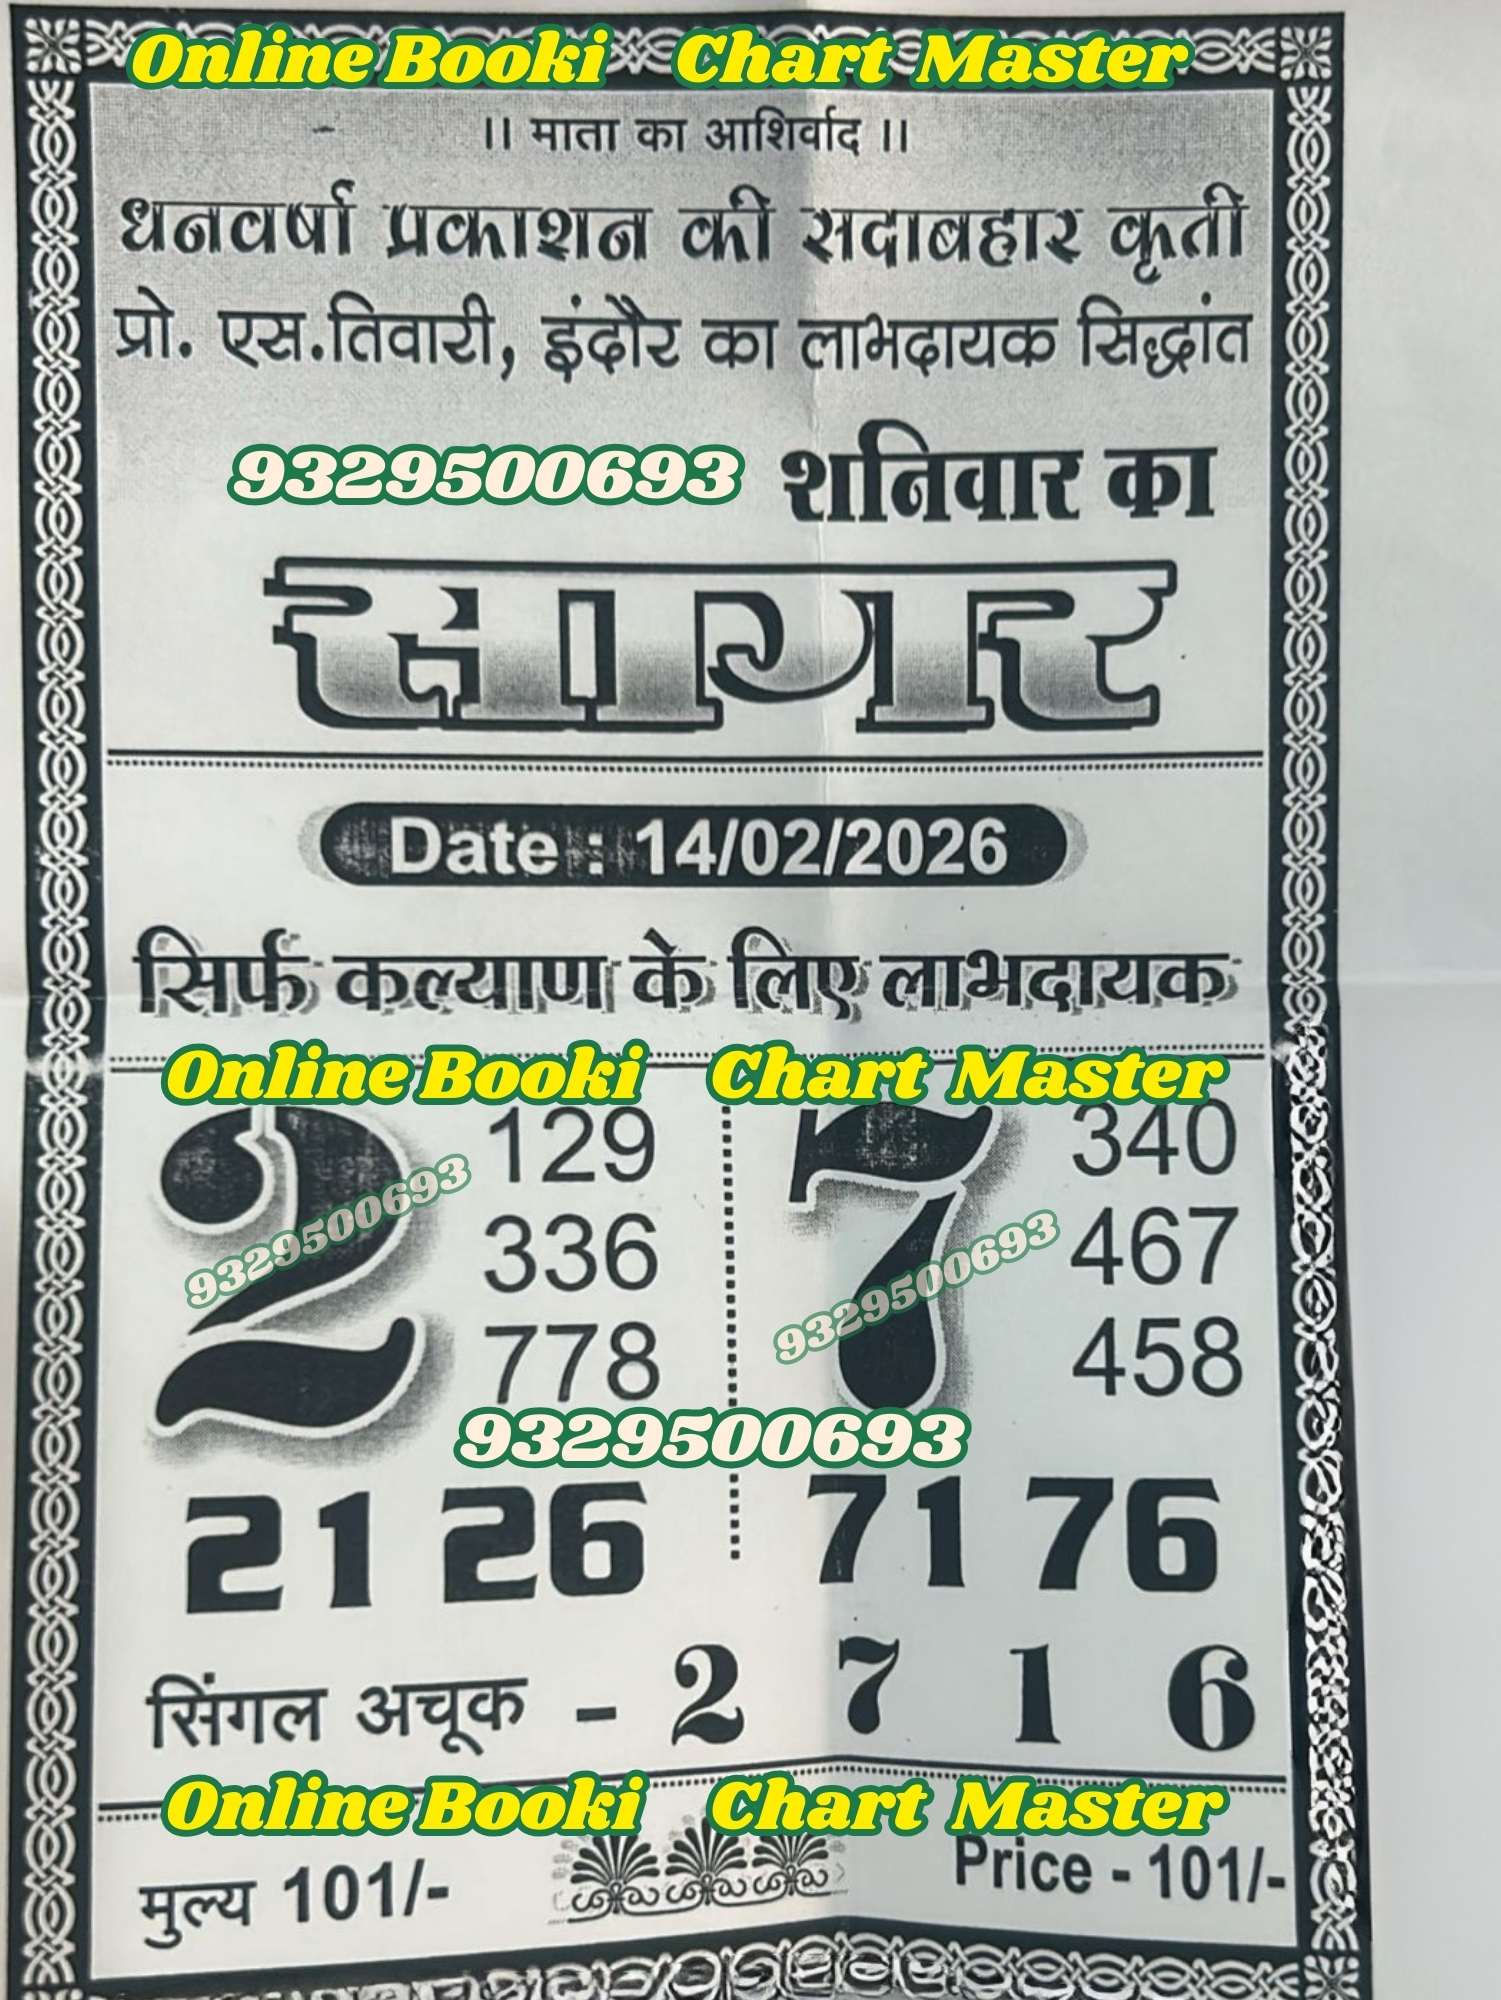 Online Booki Chart Master
।। माता का आशिर्वाद ।।
धनवर्षा प्रकाशन की सदाबहार कृती
प्रो. एस.तिवारी, इंदौर का लाभदायक सिद्धांत
9329500693 शनिवार का
सागर
Date : 14/02/2026
सिर्फ कल्याण के लिए लाभदायक
Online Booki Chart Master
2 129 7 340
9329500693 336 9329500693 467
778 458
9329500693
21 26 71 76
सिंगल अचूक - 2 7 1 6
Online Booki Chart Master
मुल्य 101/- Price - 101/-